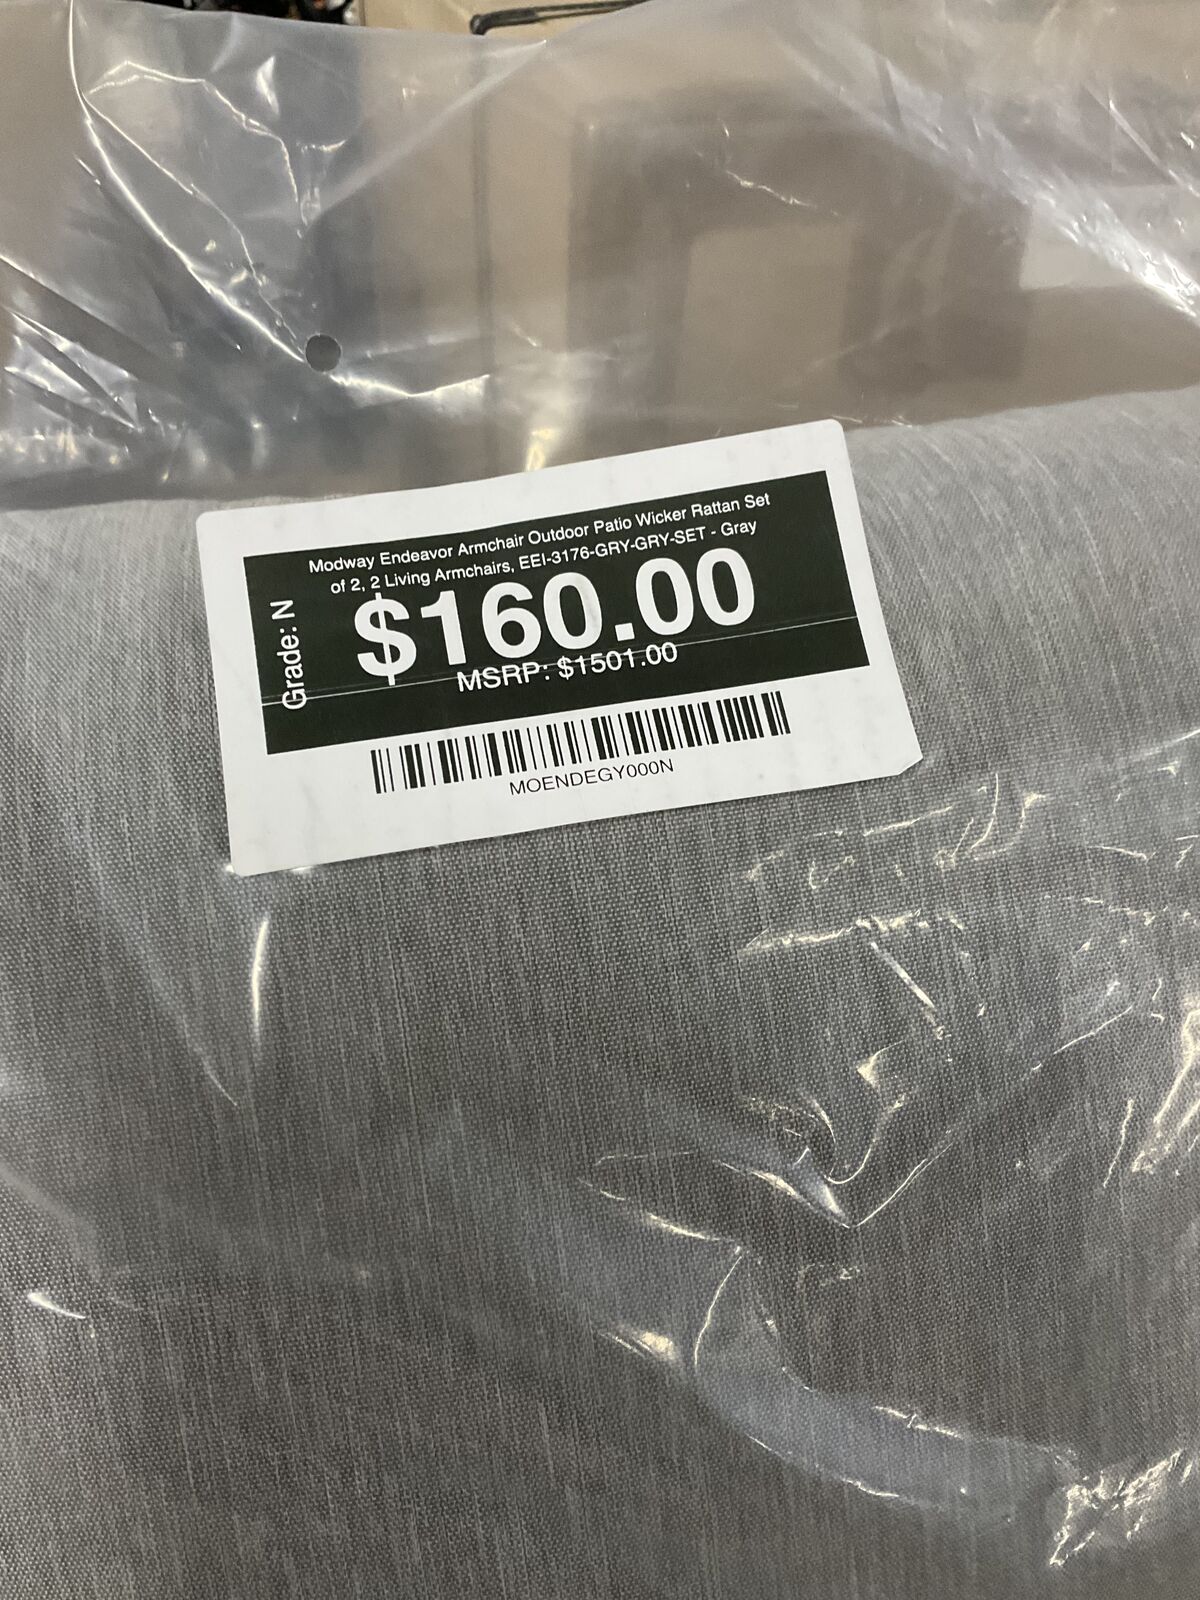 Modway Endeavor Armchair Outdoor Patio Wicker Rattan Set
of 2, 2 Living Armchairs, EEI-3176-GRY-GRY-SET - Gray
Grade: N
$160.00
MSRP: $1501.00
MOENDEGY000N